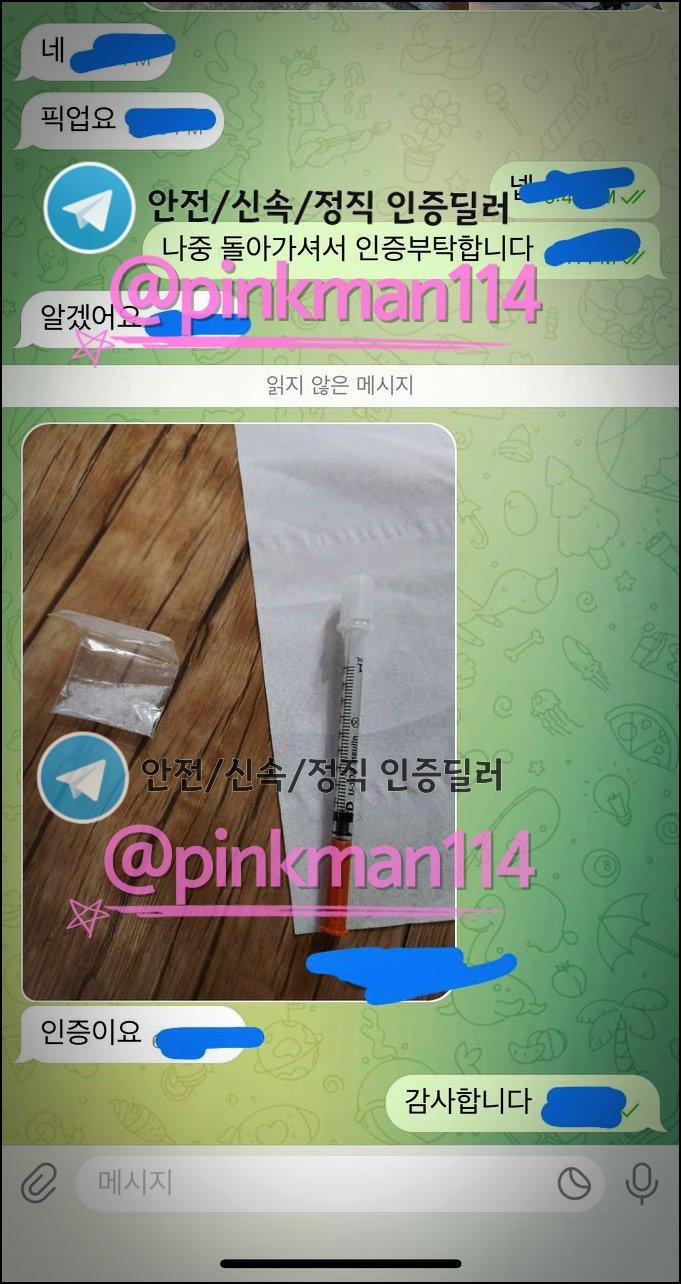 네
픽업요
넵
안전/신속/정직 인증딜러
나중 돌아가셔서 인증부탁합니다
@pinkman114
알겠어요
읽지 않은 메시지
안전/신속/정직 인증딜러
@pinkman114
인증이요
감사합니다
메시지